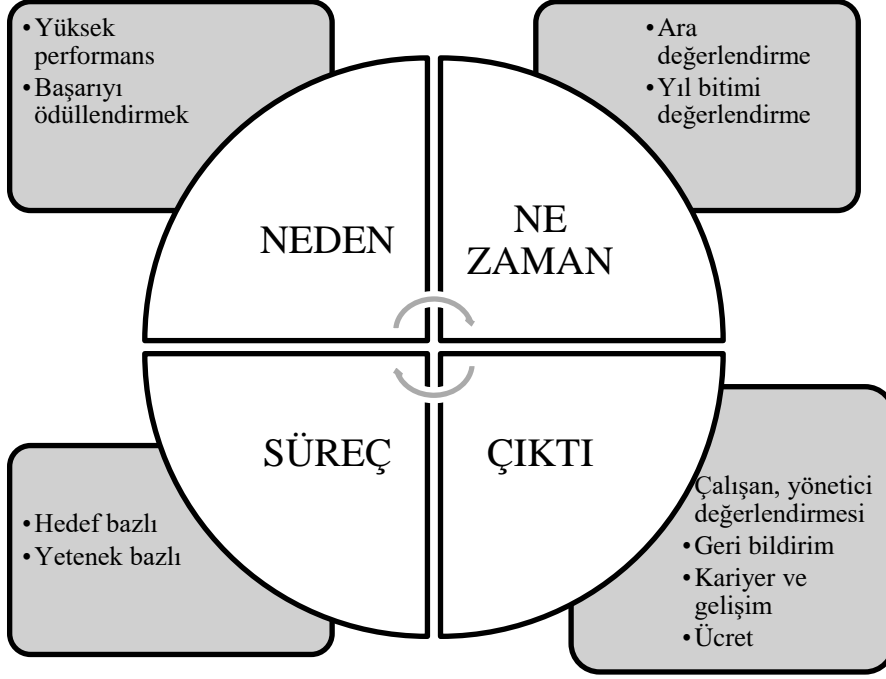 • Yüksek
performans
• Başarıyı
ödüllendirmek
• Ara
değerlendirme
• Yıl bitimi
değerlendirme
NEDEN
NE
ZAMAN
SÜREÇ
ÇIKTI
• Hedef bazlı
• Yetenek bazlı
Çalışan, yönetici
değerlendirmesi
• Geri bildirim
• Kariyer ve
gelişim
• Ücret